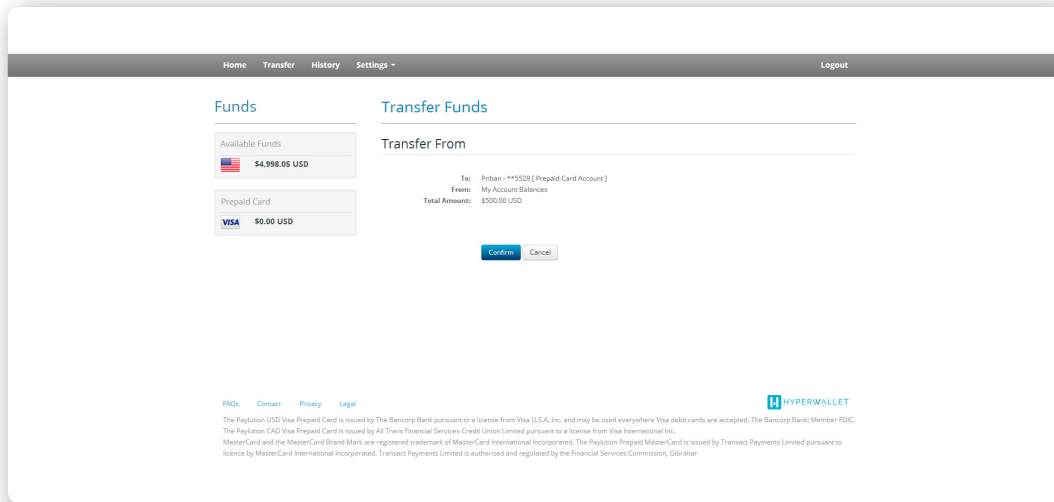 Home Transfer History Settings Logout
Funds
Available Funds
$4,998.05 USD
Prepaid Card
VISA $0.00 USD
Transfer Funds
Transfer From
To: Priban - **5529 [ Prepaid Card Account ]
From: My Account Balances
Total Amount: $500.00 USD
Confirm Cancel
FAQs Contact Privacy Legal
HYPERWALLET
The Paylution USD Visa Prepaid Card is issued by The Bancorp Bank pursuant to a license from Visa U.S.A. Inc. and may be used everywhere Visa debit cards are accepted. The Bancorp Bank; Member FDIC.
The Paylution CAD Visa Prepaid Card is issued by All Trans Financial Services Credit Union Limited pursuant to a license from Visa International Inc.
MasterCard and the MasterCard Brand Mark are registered trademark of MasterCard International Incorporated. The Paylution Prepaid MasterCard is issued by Transact Payments Limited pursuant to
licence by MasterCard International Incorporated. Transact Payments Limited is authorised and regulated by the Financial Services Commission, Gibraltar